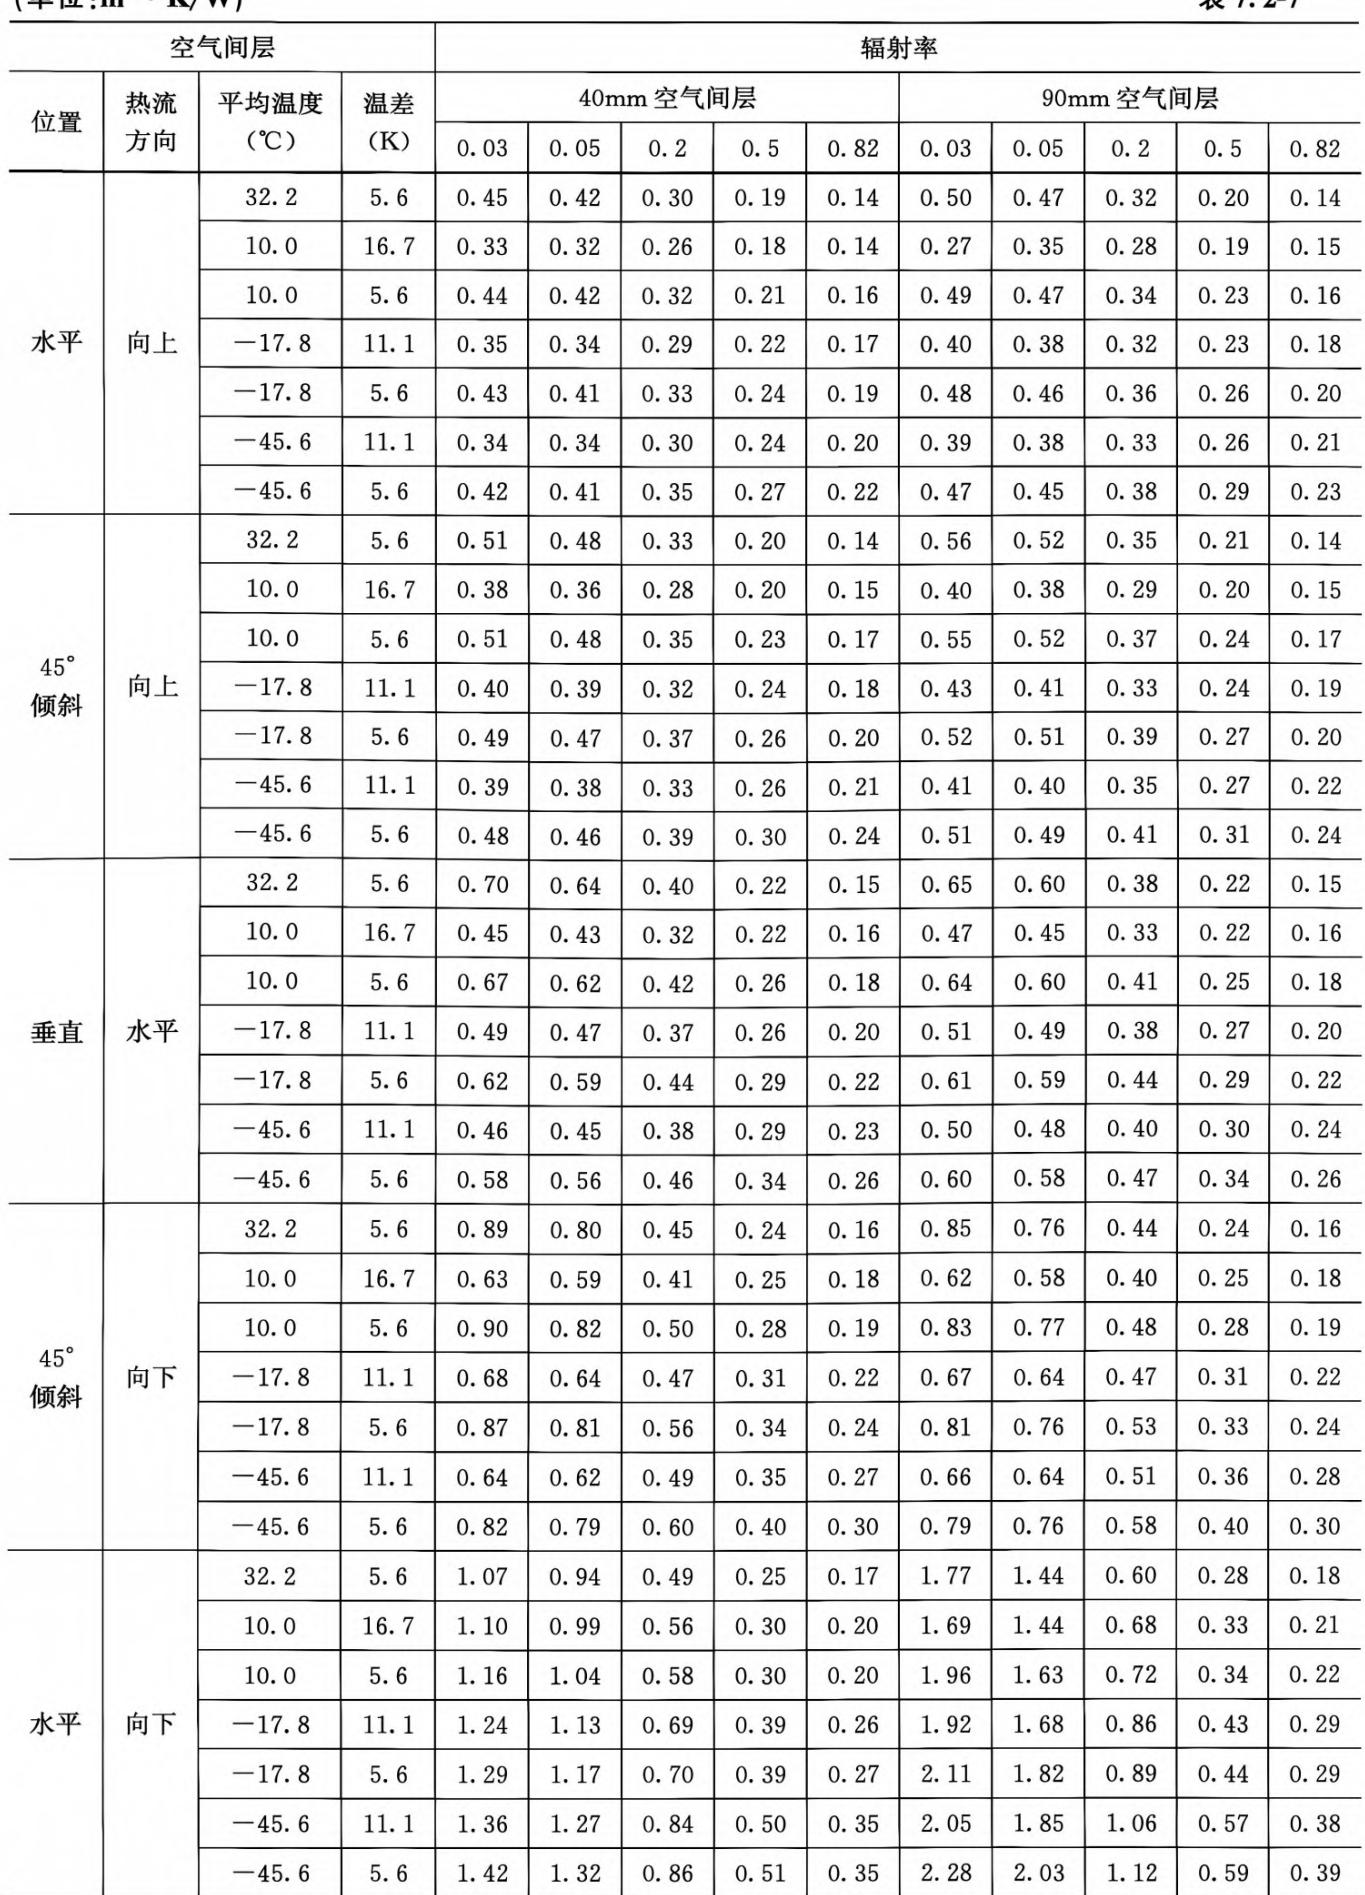 (单位:m²·K/W) 表 7.2-7
空气间层 辐射率
位置 热流方向 平均温度(℃) 温差(K) 40mm 空气间层 90mm 空气间层
0.03 0.05 0.2 0.5 0.82 0.03 0.05 0.2 0.5 0.82
水平 向上 32.2 5.6 0.45 0.42 0.30 0.19 0.14 0.50 0.47 0.32 0.20 0.14
10.0 16.7 0.33 0.32 0.26 0.18 0.14 0.27 0.35 0.28 0.19 0.15
10.0 5.6 0.44 0.42 0.32 0.21 0.16 0.49 0.47 0.34 0.23 0.16
-17.8 11.1 0.35 0.34 0.29 0.22 0.17 0.40 0.38 0.32 0.23 0.18
-17.8 5.6 0.43 0.41 0.33 0.24 0.19 0.48 0.46 0.36 0.26 0.20
-45.6 11.1 0.34 0.34 0.30 0.24 0.20 0.39 0.38 0.33 0.26 0.21
-45.6 5.6 0.42 0.41 0.35 0.27 0.22 0.47 0.45 0.38 0.29 0.23
45°倾斜 向上 32.2 5.6 0.51 0.48 0.33 0.20 0.14 0.56 0.52 0.35 0.21 0.14
10.0 16.7 0.38 0.36 0.28 0.20 0.15 0.40 0.38 0.29 0.20 0.15
10.0 5.6 0.51 0.48 0.35 0.23 0.17 0.55 0.52 0.37 0.24 0.17
-17.8 11.1 0.40 0.39 0.32 0.24 0.18 0.43 0.41 0.33 0.24 0.19
-17.8 5.6 0.49 0.47 0.37 0.26 0.20 0.52 0.51 0.39 0.27 0.20
-45.6 11.1 0.39 0.38 0.33 0.26 0.21 0.41 0.40 0.35 0.27 0.22
-45.6 5.6 0.48 0.46 0.39 0.30 0.24 0.51 0.49 0.41 0.31 0.24
垂直 水平 32.2 5.6 0.70 0.64 0.40 0.22 0.15 0.65 0.60 0.38 0.22 0.15
10.0 16.7 0.45 0.43 0.32 0.22 0.16 0.47 0.45 0.33 0.22 0.16
10.0 5.6 0.67 0.62 0.42 0.26 0.18 0.64 0.60 0.41 0.25 0.18
-17.8 11.1 0.49 0.47 0.37 0.26 0.20 0.51 0.49 0.38 0.27 0.20
-17.8 5.6 0.62 0.59 0.44 0.29 0.22 0.61 0.59 0.44 0.29 0.22
-45.6 11.1 0.46 0.45 0.38 0.29 0.23 0.50 0.48 0.40 0.30 0.24
-45.6 5.6 0.58 0.56 0.46 0.34 0.26 0.60 0.58 0.47 0.34 0.26
45°倾斜 向下 32.2 5.6 0.89 0.80 0.45 0.24 0.16 0.85 0.76 0.44 0.24 0.16
10.0 16.7 0.63 0.59 0.41 0.25 0.18 0.62 0.58 0.40 0.25 0.18
10.0 5.6 0.90 0.82 0.50 0.28 0.19 0.83 0.77 0.48 0.28 0.19
-17.8 11.1 0.68 0.64 0.47 0.31 0.22 0.67 0.64 0.47 0.31 0.22
-17.8 5.6 0.87 0.81 0.56 0.34 0.24 0.81 0.76 0.53 0.33 0.24
-45.6 11.1 0.64 0.62 0.49 0.35 0.27 0.66 0.64 0.51 0.36 0.28
-45.6 5.6 0.82 0.79 0.60 0.40 0.30 0.79 0.76 0.58 0.40 0.30
水平 向下 32.2 5.6 1.07 0.94 0.49 0.25 0.17 1.77 1.44 0.60 0.28 0.18
10.0 16.7 1.10 0.99 0.56 0.30 0.20 1.69 1.44 0.68 0.33 0.21
10.0 5.6 1.16 1.04 0.58 0.30 0.20 1.96 1.63 0.72 0.34 0.22
-17.8 11.1 1.24 1.13 0.69 0.39 0.26 1.92 1.68 0.86 0.43 0.29
-17.8 5.6 1.29 1.17 0.70 0.39 0.27 2.11 1.82 0.89 0.44 0.29
-45.6 11.1 1.36 1.27 0.84 0.50 0.35 2.05 1.85 1.06 0.57 0.38
-45.6 5.6 1.42 1.32 0.86 0.51 0.35 2.28 2.03 1.12 0.59 0.39